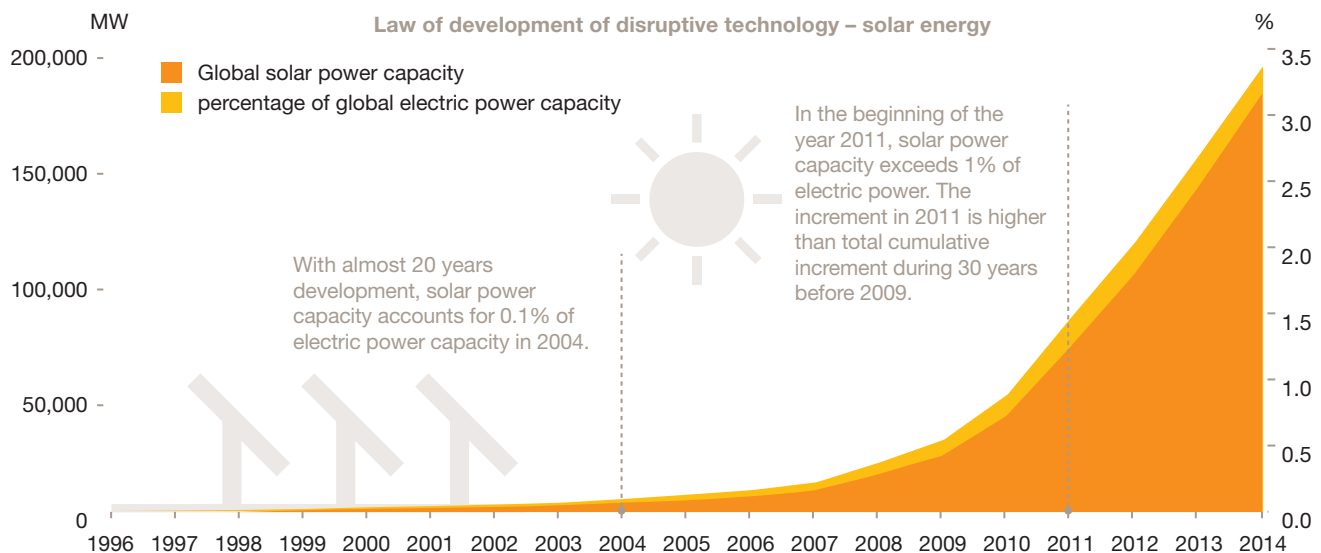 MW
Law of development of disruptive technology – solar energy
%
200,000
150,000
100,000
50,000
0
Global solar power capacity
percentage of global electric power capacity
With almost 20 years
development, solar power
capacity accounts for 0.1% of
electric power capacity in 2004.
In the beginning of the
year 2011, solar power
capacity exceeds 1% of
electric power. The
increment in 2011 is higher
than total cumulative
increment during 30 years
before 2009.
3.5
3.0
2.5
2.0
1.5
1.0
0.5
0.0
1996 1997 1998 1999 2000 2001 2002 2003 2004 2005 2006 2007 2008 2009 2010 2011 2012 2013 2014